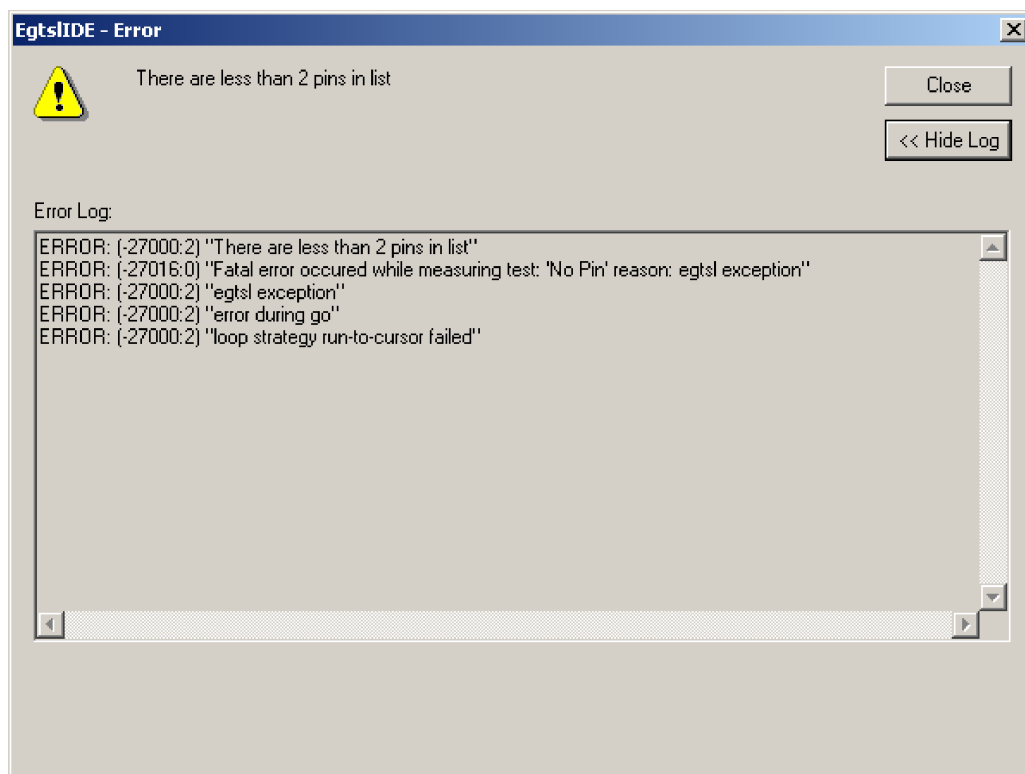 EgtslIDE - Error
There are less than 2 pins in list
Close
<< Hide Log
Error Log:
ERROR: (-27000:2) "There are less than 2 pins in list"
ERROR: (-27016:0) "Fatal error occured while measuring test: 'No Pin' reason: egtsl exception"
ERROR: (-27000:2) "egtsl exception"
ERROR: (-27000:2) "error during go"
ERROR: (-27000:2) "loop strategy run-to-cursor failed"